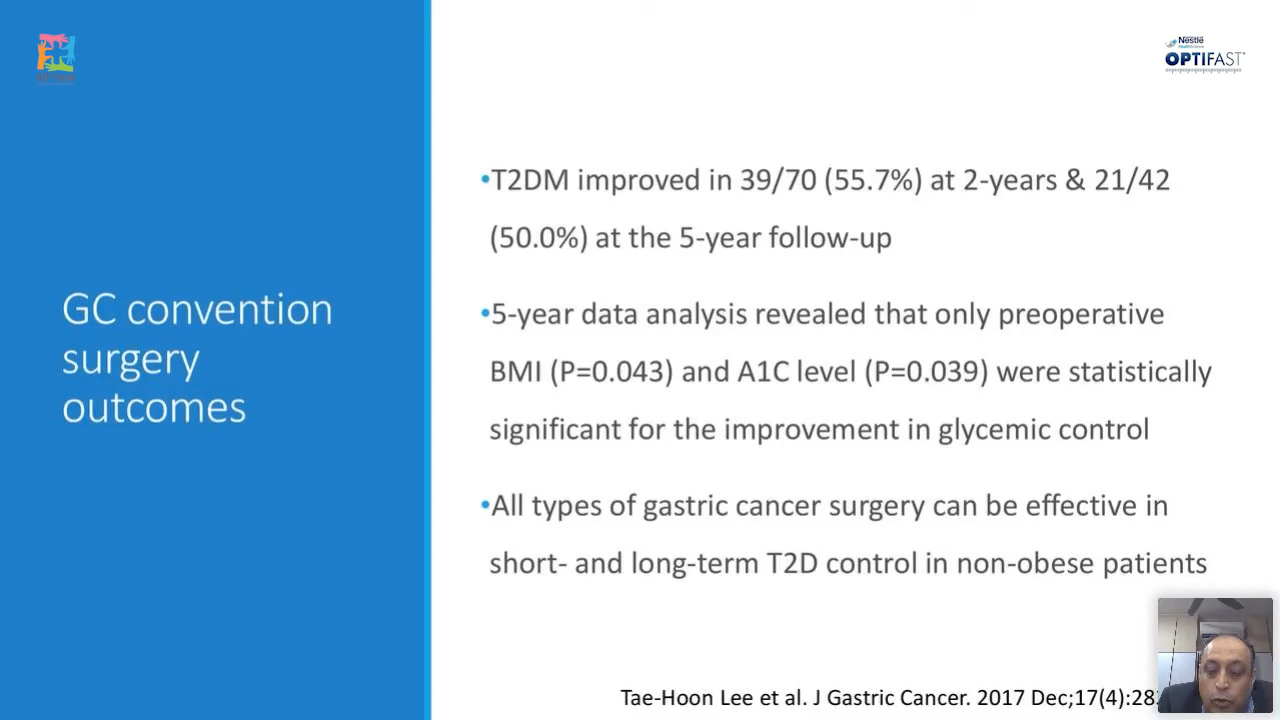 Nestlé
HealthScience
OPTIFAST
GC convention
surgery
outcomes
•T2DM improved in 39/70 (55.7%) at 2-years & 21/42
(50.0%) at the 5-year follow-up
•5-year data analysis revealed that only preoperative
BMI (P=0.043) and A1C level (P=0.039) were statistically
significant for the improvement in glycemic control
•All types of gastric cancer surgery can be effective in
short- and long-term T2D control in non-obese patients
Tae-Hoon Lee et al. J Gastric Cancer. 2017 Dec;17(4):28